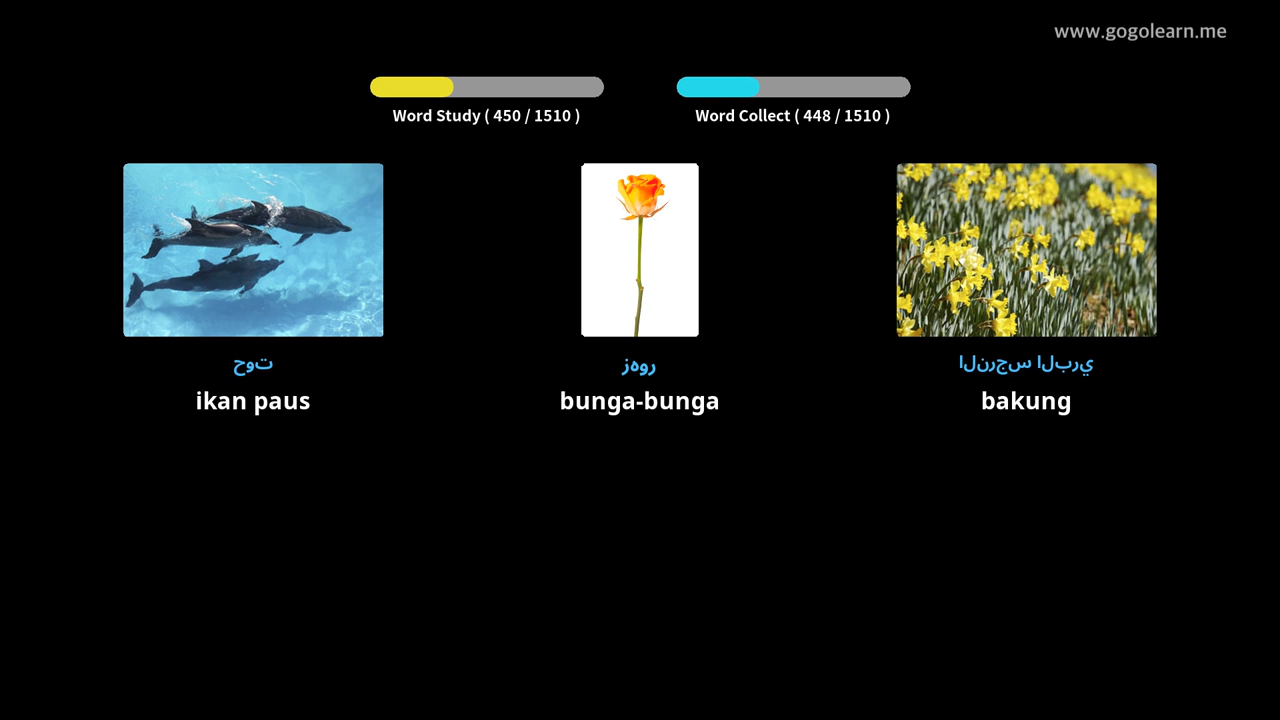 www.gogolearn.me
Word Study ( 450 / 1510 )
Word Collect ( 448 / 1510 )
حوت
ikan paus
زهور
bunga-bunga
النرجس البري
bakung